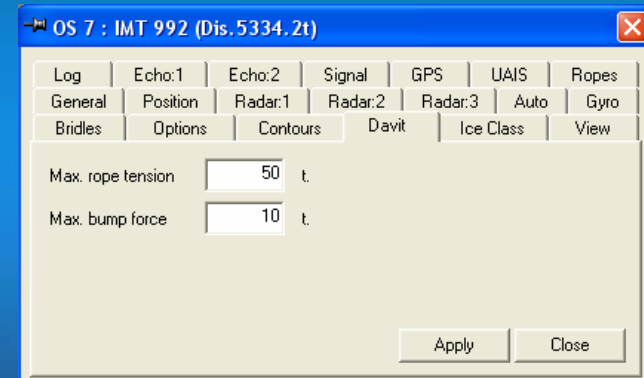 OS 7 : IMT 992 (Dis.5334.2t)
Log Echo:1 Echo:2 Signal GPS UAIS Ropes
General Position Radar:1 Radar:2 Radar:3 Auto Gyro
Bridles Options Contours Davit Ice Class View
Max. rope tension 50 t.
Max. bump force 10 t.
Apply Close